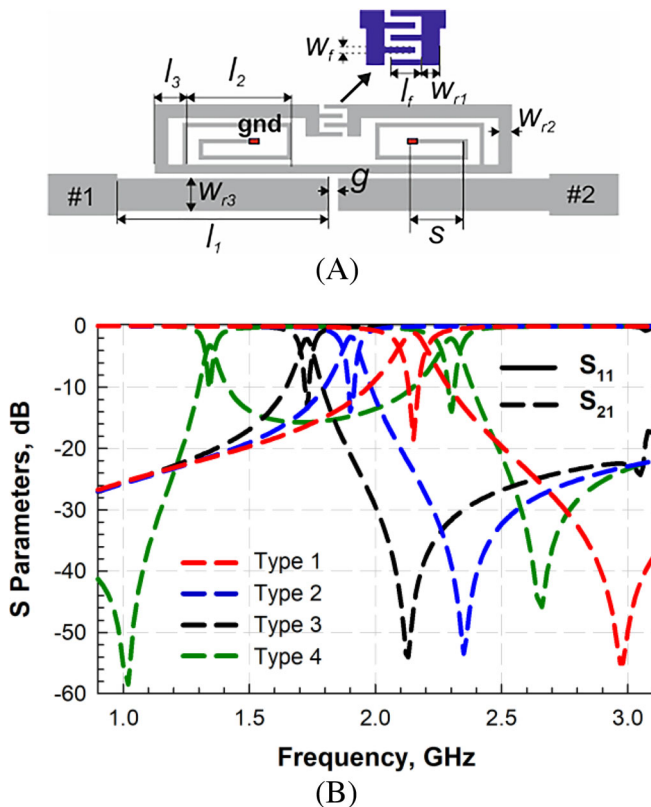 (A)
w_f
l_f
w_r1
l_3
l_2
gnd
w_r2
#1
w_r3
g
#2
l_1
s
(B)
S Parameters, dB
0
-10
-20
-30
-40
-50
-60
S_11
S_21
Type 1
Type 2
Type 3
Type 4
1.0 1.5 2.0 2.5 3.0
Frequency, GHz